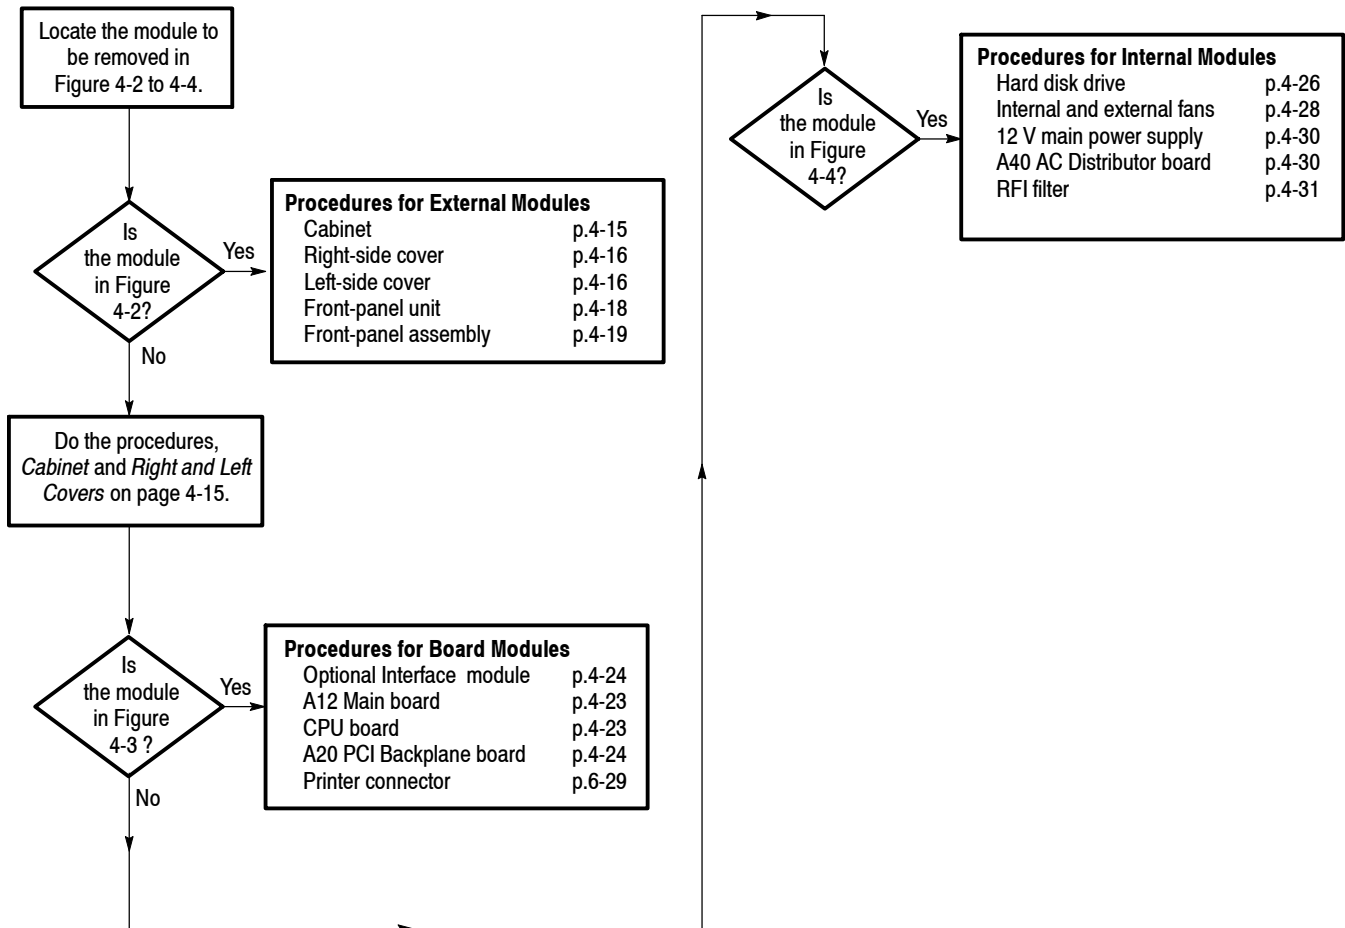 Locate the module to
be removed in
Figure 4-2 to 4-4.
Is
the module
in Figure
4-2?
Yes
No
Procedures for External Modules
Cabinet p.4-15
Right-side cover p.4-16
Left-side cover p.4-16
Front-panel unit p.4-18
Front-panel assembly p.4-19
Do the procedures,
Cabinet and Right and Left
Covers on page 4-15.
Is
the module
in Figure
4-3 ?
Yes
No
Procedures for Board Modules
Optional Interface module p.4-24
A12 Main board p.4-23
CPU board p.4-23
A20 PCI Backplane board p.4-24
Printer connector p.6-29
Is
the module
in Figure
4-4?
Yes
Procedures for Internal Modules
Hard disk drive p.4-26
Internal and external fans p.4-28
12 V main power supply p.4-30
A40 AC Distributor board p.4-30
RFI filter p.4-31